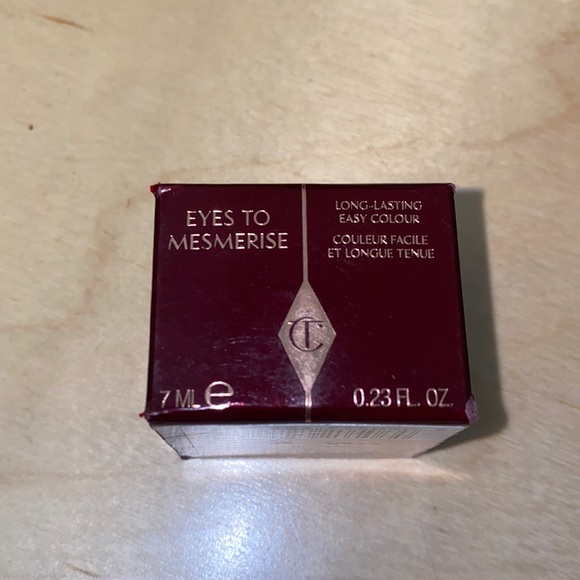 EYES TO
MESMERISE
LONG-LASTING
EASY COLOUR
COULEUR FACILE
ET LONGUE TENUE
CT
7 ML e
0.23 FL. OZ.